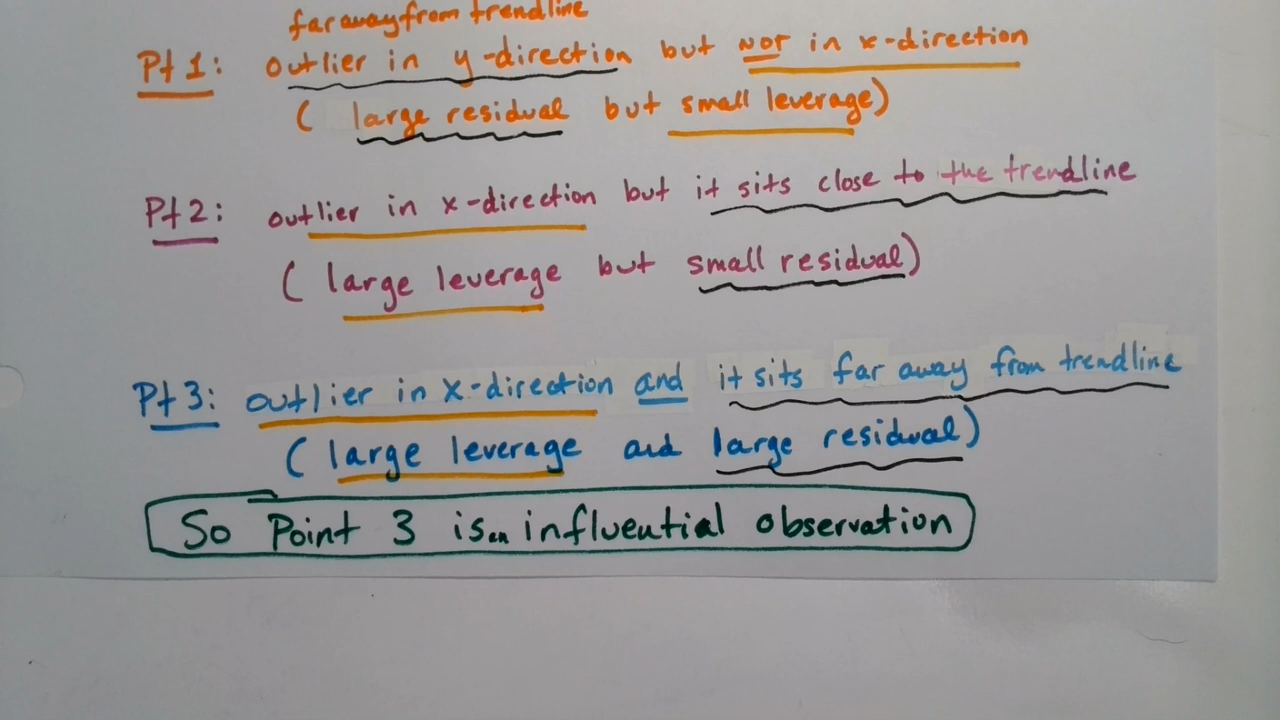 far away from trendline
Pt 1: outlier in y-direction but NOT in x-direction
( large residual but small leverage)
Pt 2: outlier in x-direction but it sits close to the trendline
( large leverage but small residual)
Pt 3: outlier in x-direction and it sits far away from trendline
( large leverage and large residual)
So Point 3 is an influential observation